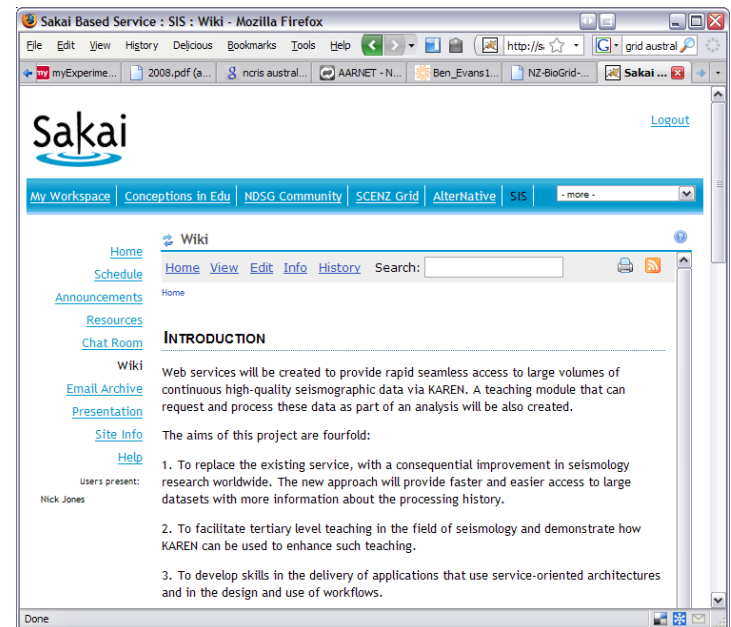 Sakai Based Service : SIS : Wiki - Mozilla Firefox
File Edit View History Delicious Bookmarks Tools Help http://s grid austral
myExperime... 2008.pdf (a... ncris austral... AARNET - N... Ben_Evans1... NZ-BioGrid-... Sakai ...
Sakai
Logout
My Workspace Conceptions in Edu NDSG Community SCENZ Grid AlterNative SIS - more -
Home
Schedule
Announcements
Resources
Chat Room
Wiki
Email Archive
Presentation
Site Info
Help
Users present:
Nick Jones
Wiki
Home View Edit Info History Search:
Home
INTRODUCTION
Web services will be created to provide rapid seamless access to large volumes of
continuous high-quality seismographic data via KAREN. A teaching module that can
request and process these data as part of an analysis will be also created.
The aims of this project are fourfold:
1. To replace the existing service, with a consequential improvement in seismology
research worldwide. The new approach will provide faster and easier access to large
datasets with more information about the processing history.
2. To facilitate tertiary level teaching in the field of seismology and demonstrate how
KAREN can be used to enhance such teaching.
3. To develop skills in the delivery of applications that use service-oriented architectures
and in the design and use of workflows.
Done